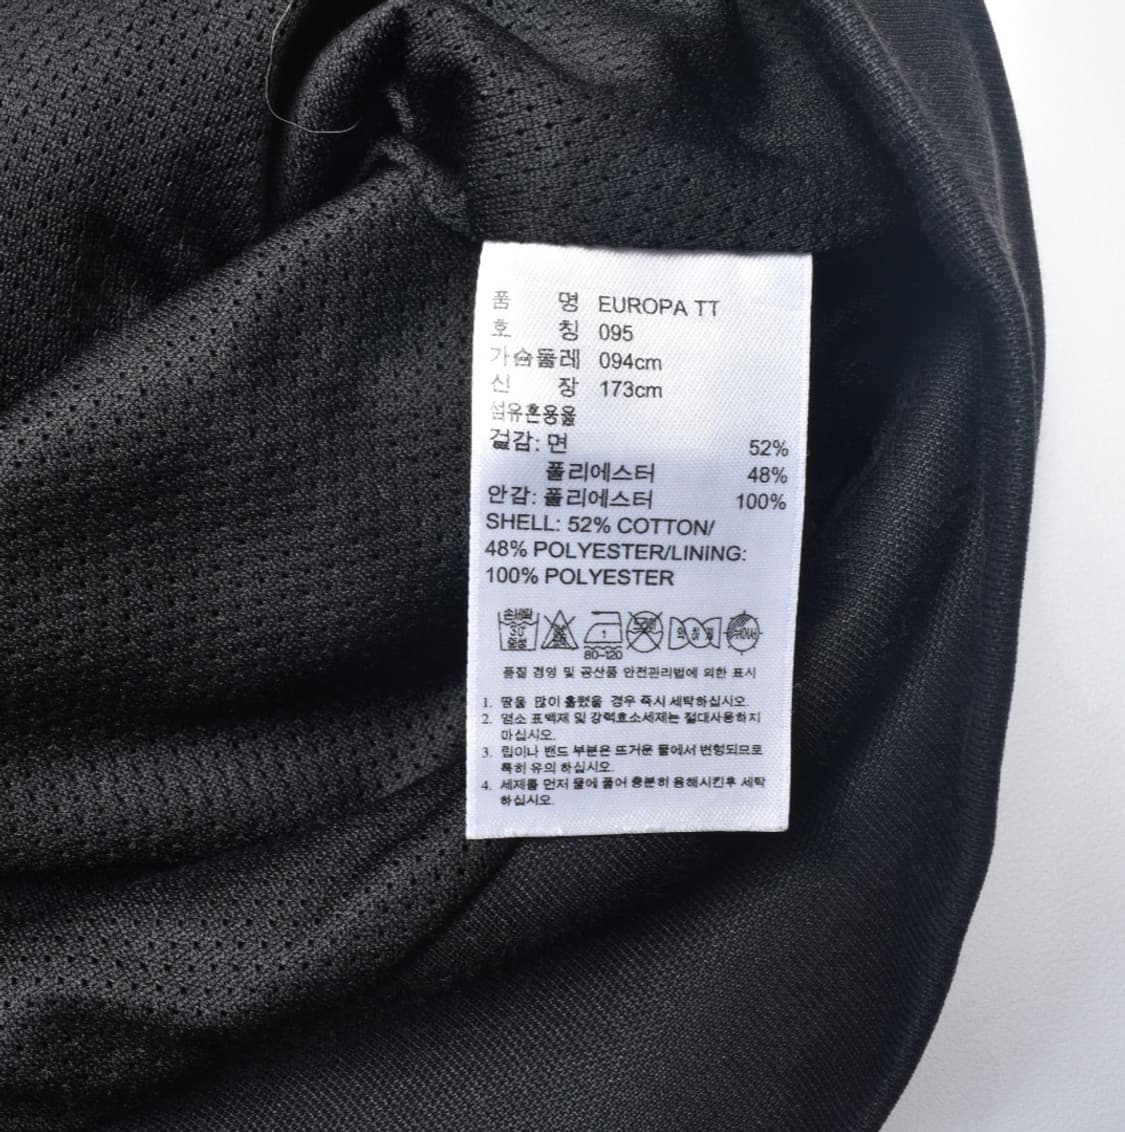 품 명 EUROPA TT
호 칭 095
가슴둘레 094cm
신 장 173cm
섬유혼용율
겉감: 면 52%
폴리에스터 48%
안감: 폴리에스터 100%
SHELL: 52% COTTON/
48% POLYESTER/LINING:
100% POLYESTER
손세탁
30°
중성
1
80~120
품질 경영 및 공산품 안전관리법에 의한 표시
1. 땀을 많이 흘렸을 경우 즉시 세탁하십시오.
2. 염소 표백제 및 강력효소세제는 절대사용하지
마십시오.
3. 립이나 밴드 부분은 뜨거운 물에서 변형되므로
특히 유의 하십시오.
4. 세제를 먼저 물에 풀어 충분히 용해시킨후 세탁
하십시오.